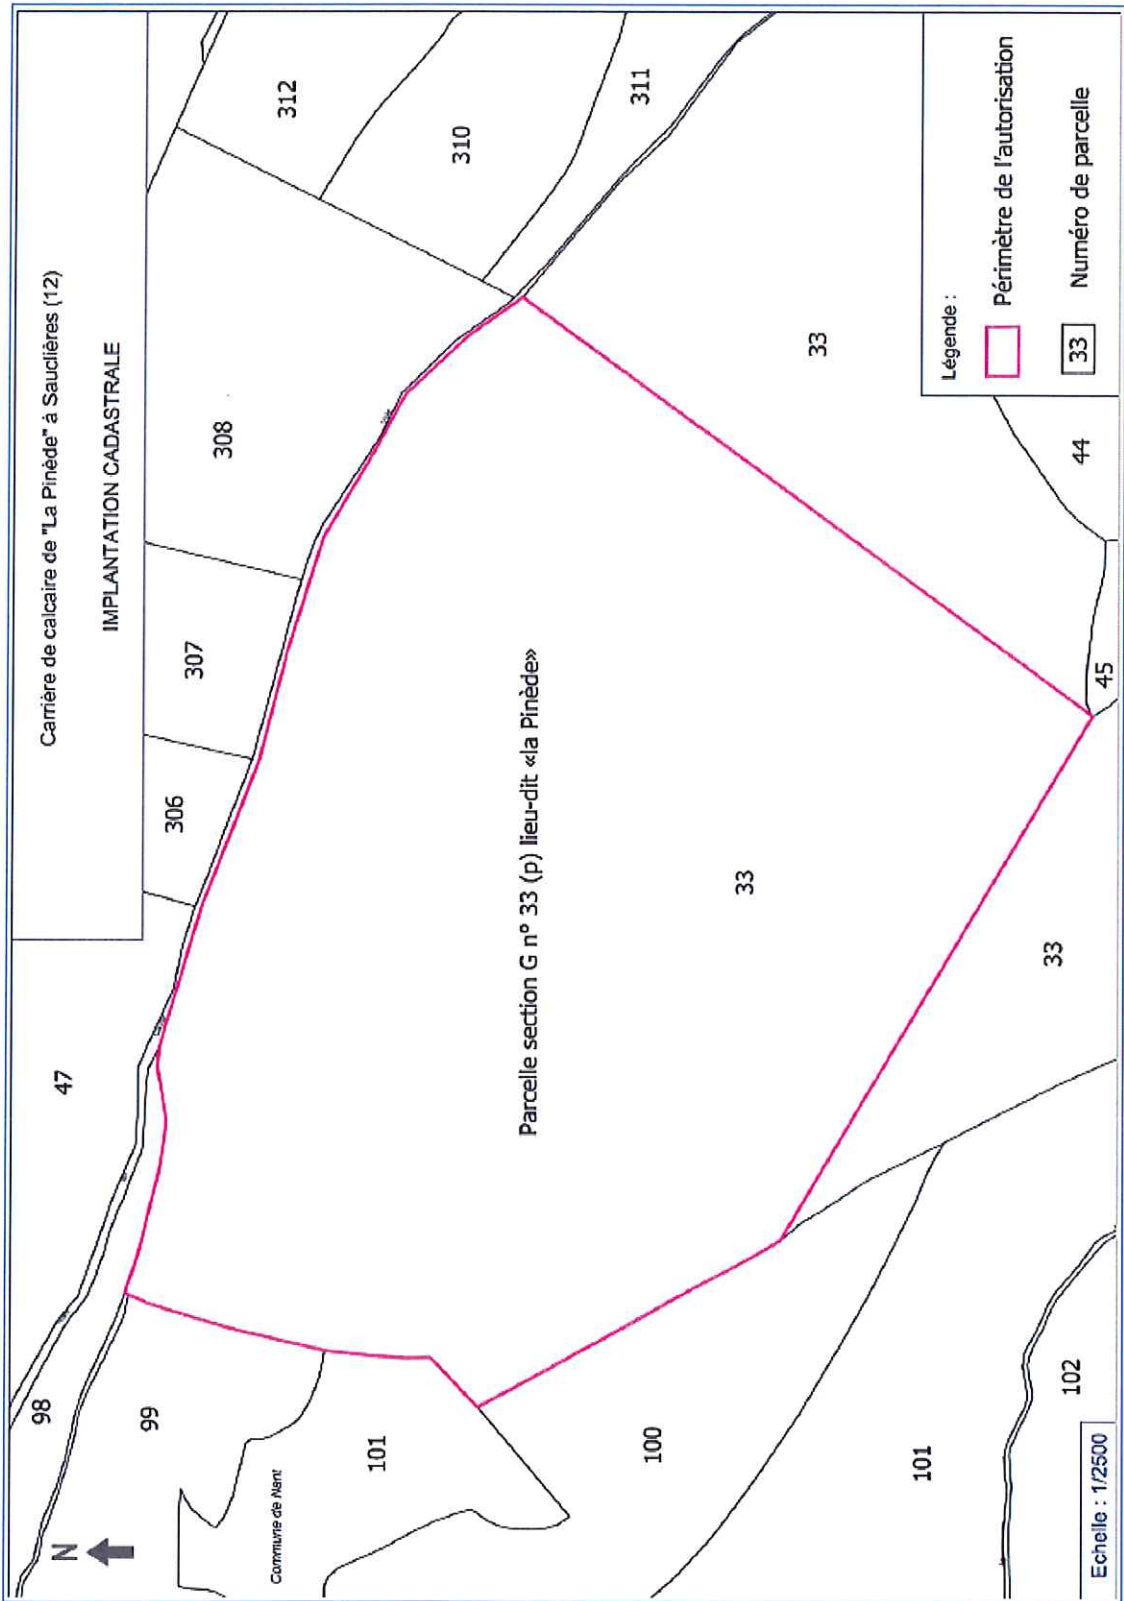 Carrière de calcaire de "La Pinède" à Sauclières (12)
IMPLANTATION CADASTRALE
N
98
47
99
306
307
308
312
310
311
Commune de Nant
101
Parcelle section G n° 33 (p) lieu-dit «la Pinède»
100
33
33
101
102
33
45
44
Légende :
Périmètre de l'autorisation
33
Numéro de parcelle
Echelle : 1/2500